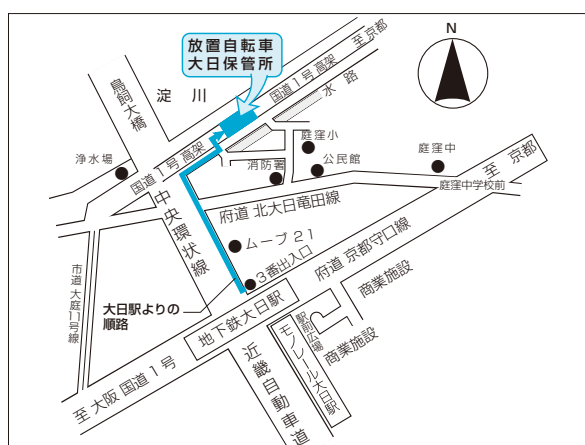 放置自転車
大日保管所
N
至 京都
国道1号 高架
水路
淀川
鳥飼大橋
浄水場
国道1号 高架
庭窪小
消防署
公民館
庭窪中
至 京都
庭窪中学校前
府道 北大日竜田線
中央環状線
ムーブ21
3番出入口
府道 京都守口線
市道 大庭11号線
大日駅よりの
順路
地下鉄大日駅
駅前広場
商業施設
商業施設
モノレール大日駅
至 大阪 国道1号
近畿自動車道